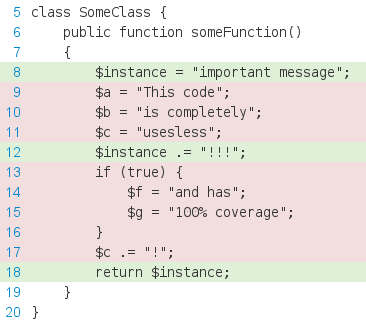 5 class SomeClass {
6     public function someFunction()
7     {
8         $instance = "important message";
9         $a = "This code";
10         $b = "is completely";
11         $c = "usesless";
12         $instance .= "!!!";
13         if (true) {
14             $f = "and has";
15             $g = "100% coverage";
16         }
17         $c .= "!";
18         return $instance;
19     }
20 }